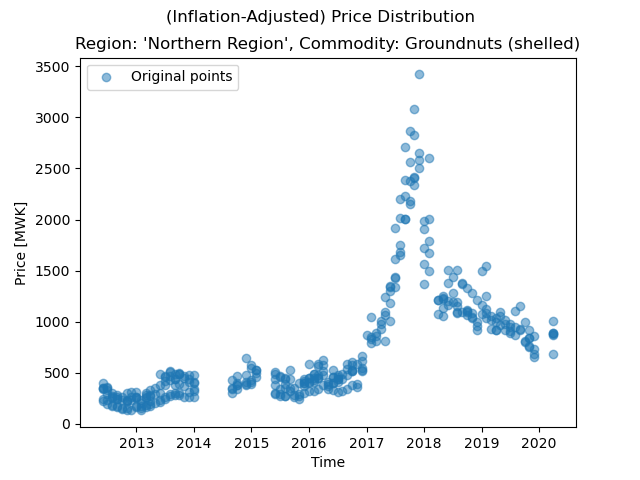 (Inflation-Adjusted) Price Distribution
Region: 'Northern Region', Commodity: Groundnuts (shelled)
Original points
3500
3000
2500
2000
1500
1000
500
0
Price [MWK]
2013 2014 2015 2016 2017 2018 2019 2020
Time